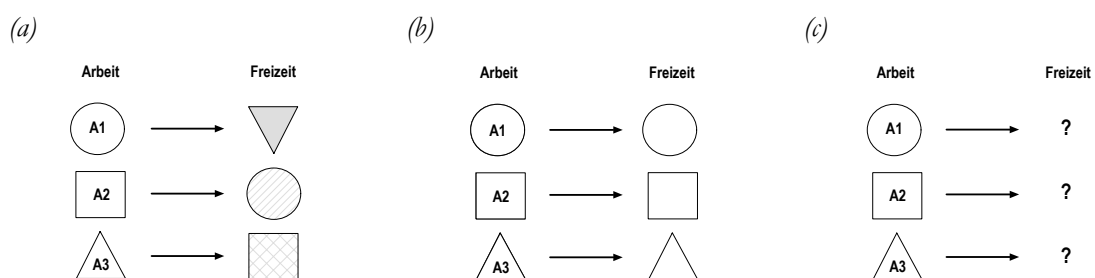 (a) (b) (c)
Arbeit Freizeit Arbeit Freizeit Arbeit Freizeit
A1 A1 A1 ?
A2 A2 A2 ?
A3 A3 A3 ?